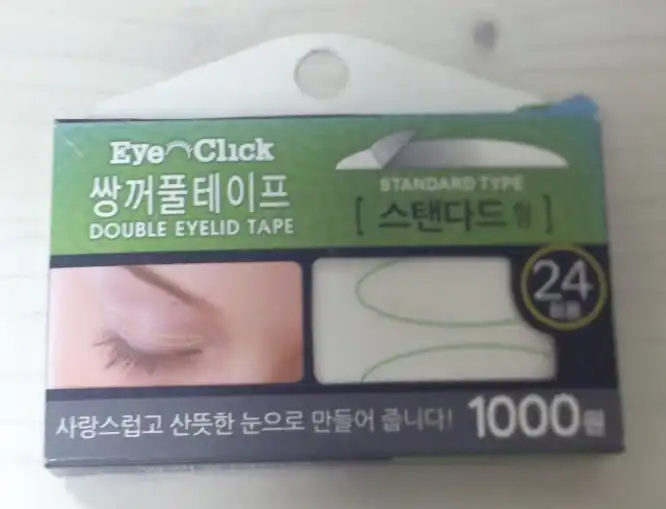 Eye Click
쌍꺼풀테이프
DOUBLE EYELID TAPE
STANDARD TYPE
[ 스탠다드형 ]
24
사랑스럽고 산뜻한 눈으로 만들어 줍니다!
1000원